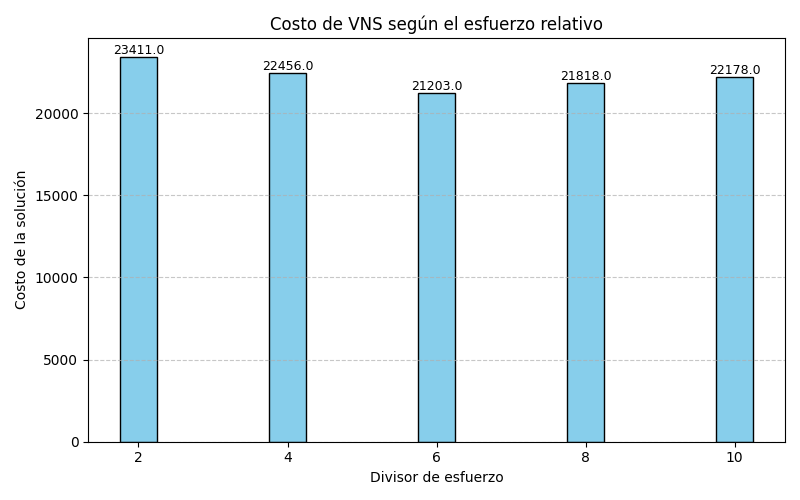 Costo de VNS según el esfuerzo relativo
23411.0
22456.0
21203.0
21818.0
22178.0
Costo de la solución
20000
15000
10000
5000
0
2 4 6 8 10
Divisor de esfuerzo